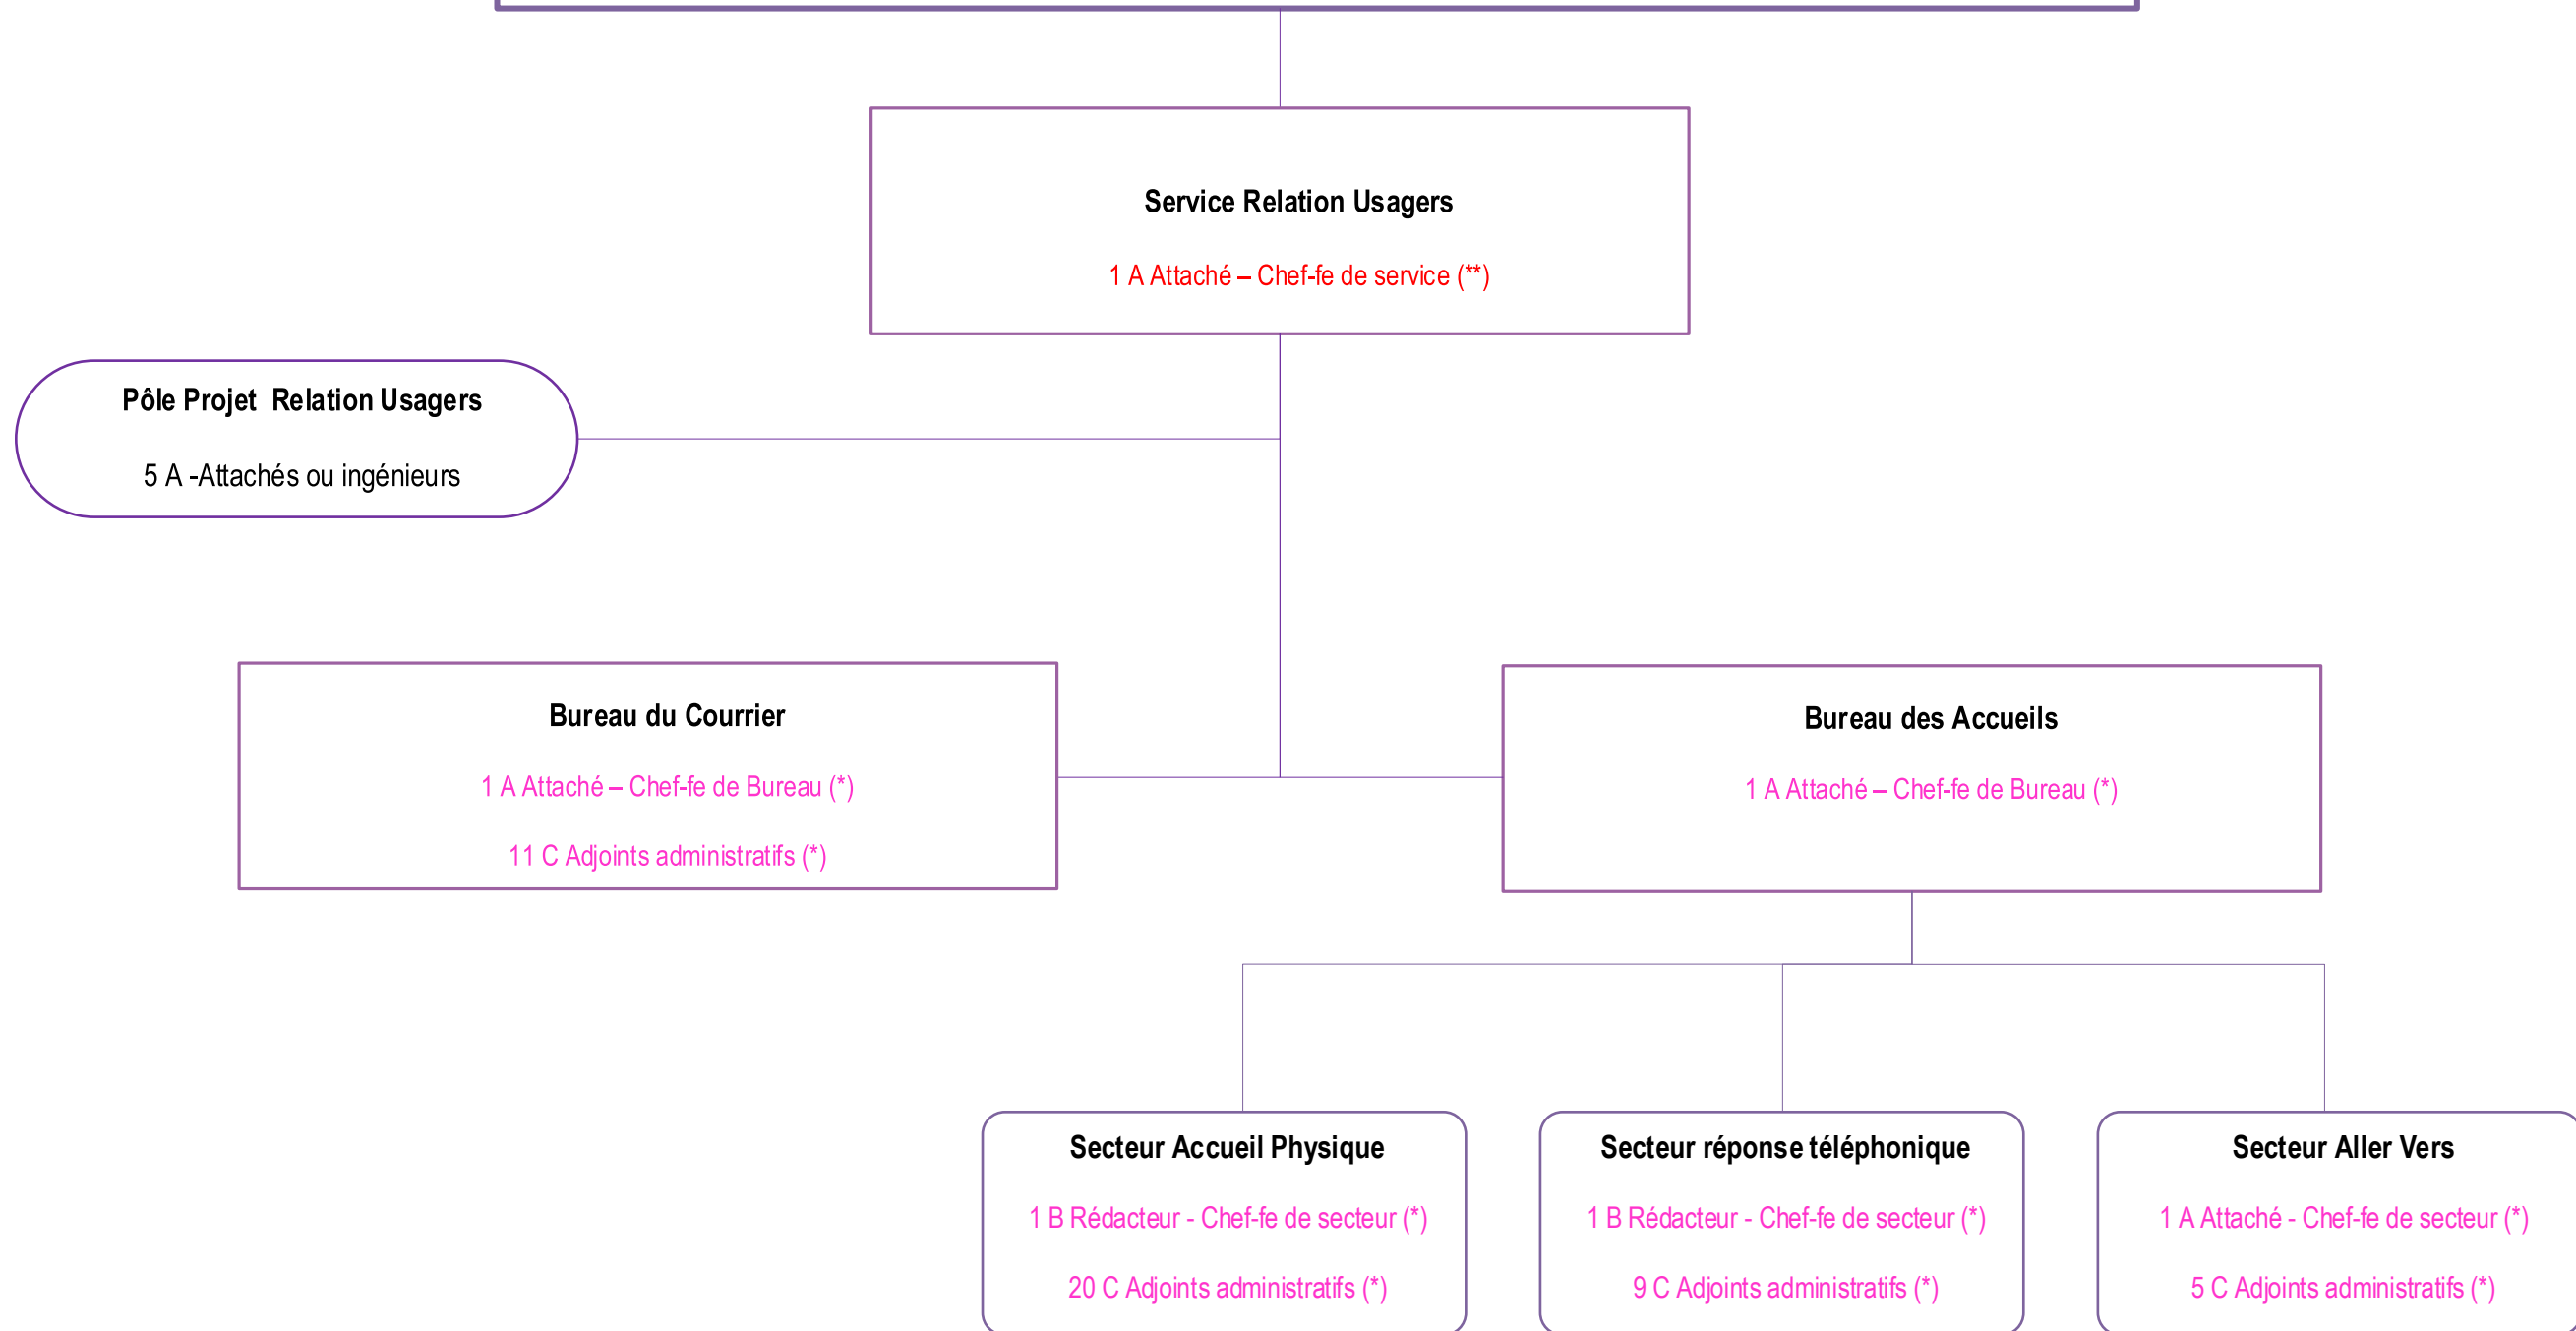 Service Relation Usagers
1 A Attaché – Chef-fe de service (**)
Pôle Projet  Relation Usagers
5 A -Attachés ou ingénieurs
Bureau du Courrier
1 A Attaché – Chef-fe de Bureau (*)
11 C Adjoints administratifs (*)
Bureau des Accueils
1 A Attaché – Chef-fe de Bureau (*)
Secteur Accueil Physique
1 B Rédacteur - Chef-fe de secteur (*)
20 C Adjoints administratifs (*)
Secteur réponse téléphonique
1 B Rédacteur - Chef-fe de secteur (*)
9 C Adjoints administratifs (*)
Secteur Aller Vers
1 A Attaché - Chef-fe de secteur (*)
5 C Adjoints administratifs (*)